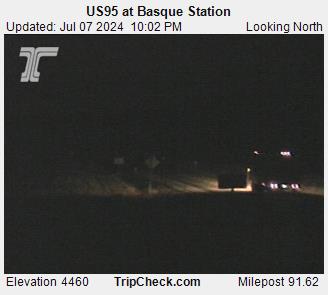 US95 at Basque Station
Updated: Jul 07 2024 10:02 PM Looking North
Elevation 4460 TripCheck.com Milepost 91.62